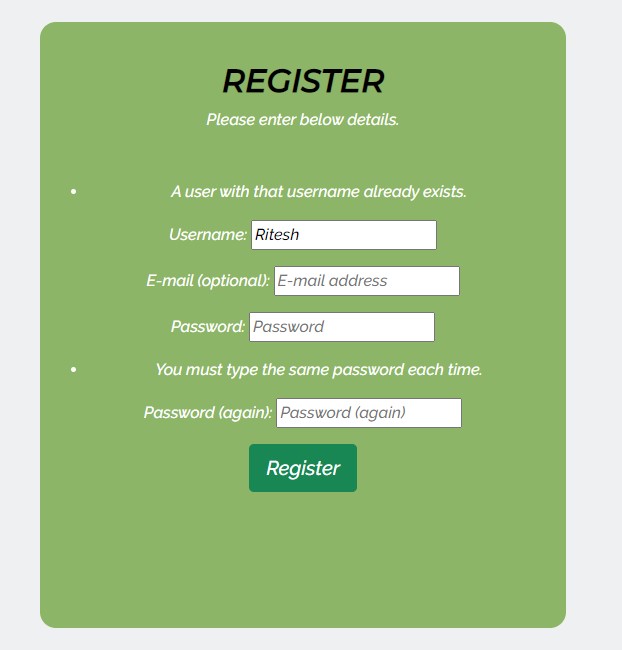 REGISTER
Please enter below details.
• A user with that username already exists.
Username: Ritesh
E-mail (optional): E-mail address
Password: Password
• You must type the same password each time.
Password (again): Password (again)
Register